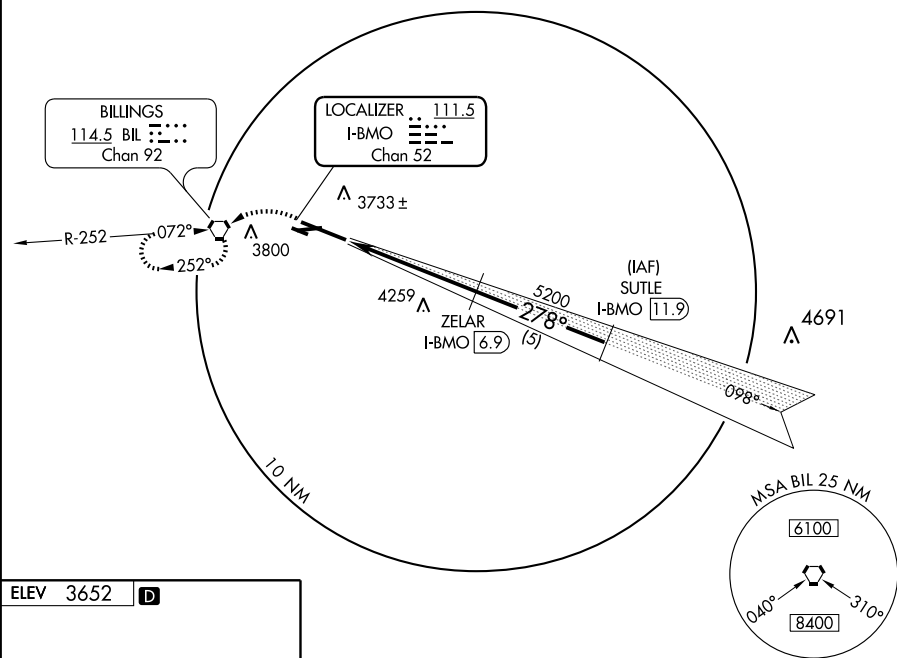 BILLINGS
114.5 BIL
Chan 92
LOCALIZER 111.5
I-BMO
Chan 52
3733 ±
R-252
072°
3800
252°
(IAF)
SUTLE
I-BMO 11.9
5200
4259
278°
ZELAR
I-BMO 6.9
(5)
4691
098°
10 NM
MSA BIL 25 NM
6100
040°
310°
8400
ELEV 3652 D